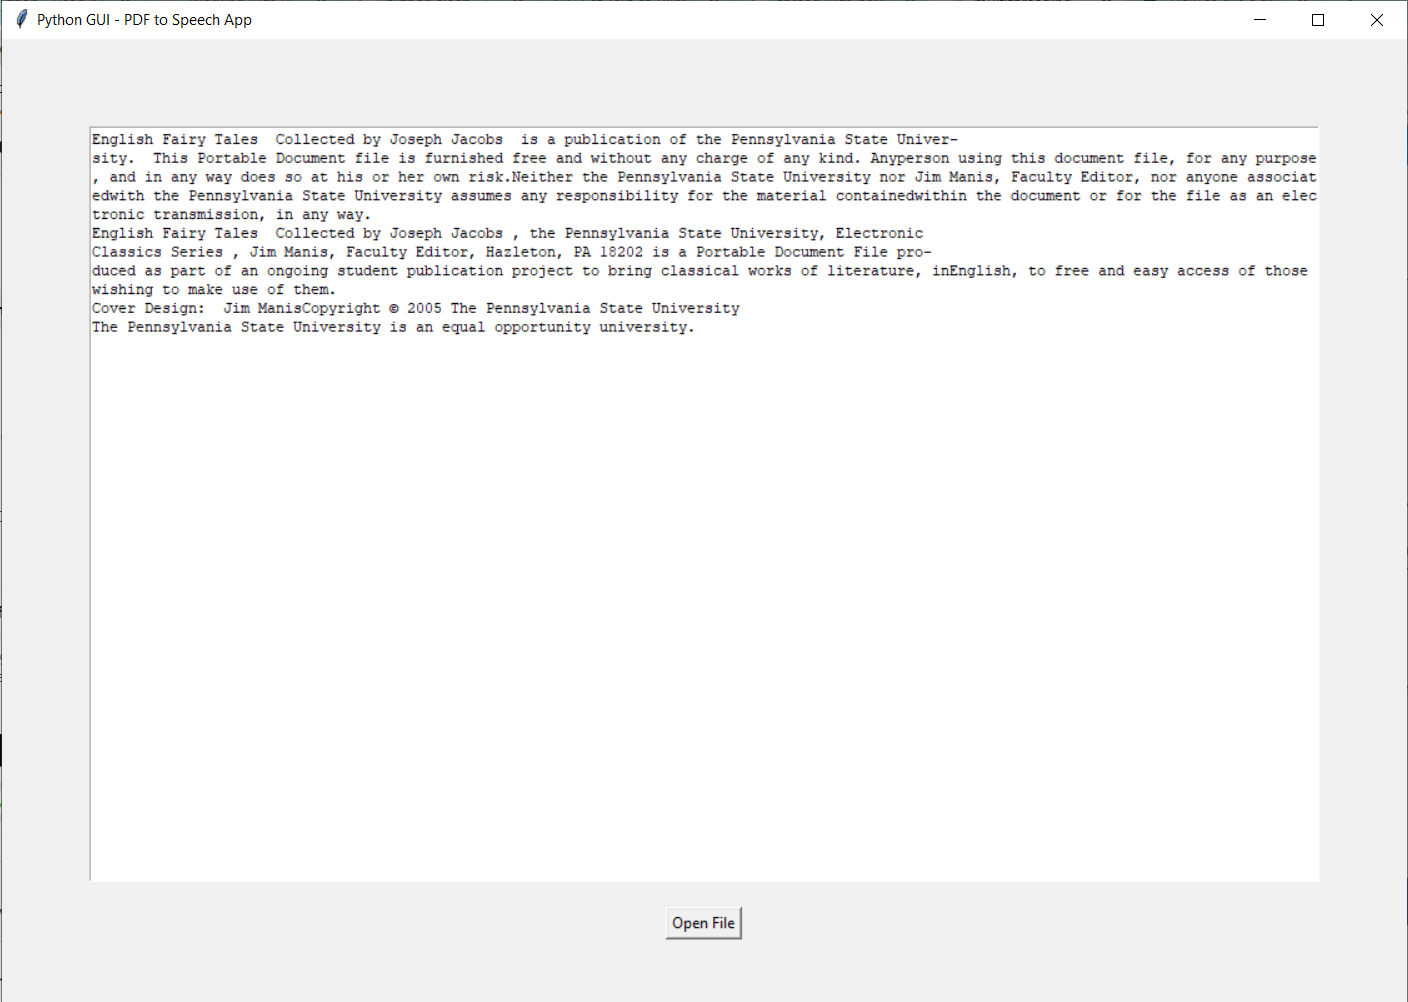 Python GUI - PDF to Speech App
English Fairy Tales  Collected by Joseph Jacobs  is a publication of the Pennsylvania State Univer-
sity.  This Portable Document file is furnished free and without any charge of any kind. Anyperson using this document file, for any purpose
, and in any way does so at his or her own risk.Neither the Pennsylvania State University nor Jim Manis, Faculty Editor, nor anyone associat
edwith the Pennsylvania State University assumes any responsibility for the material containedwithin the document or for the file as an elec
tronic transmission, in any way.
English Fairy Tales  Collected by Joseph Jacobs , the Pennsylvania State University, Electronic
Classics Series , Jim Manis, Faculty Editor, Hazleton, PA 18202 is a Portable Document File pro-
duced as part of an ongoing student publication project to bring classical works of literature, inEnglish, to free and easy access of those
wishing to make use of them.
Cover Design:  Jim ManisCopyright © 2005 The Pennsylvania State University
The Pennsylvania State University is an equal opportunity university.
Open File